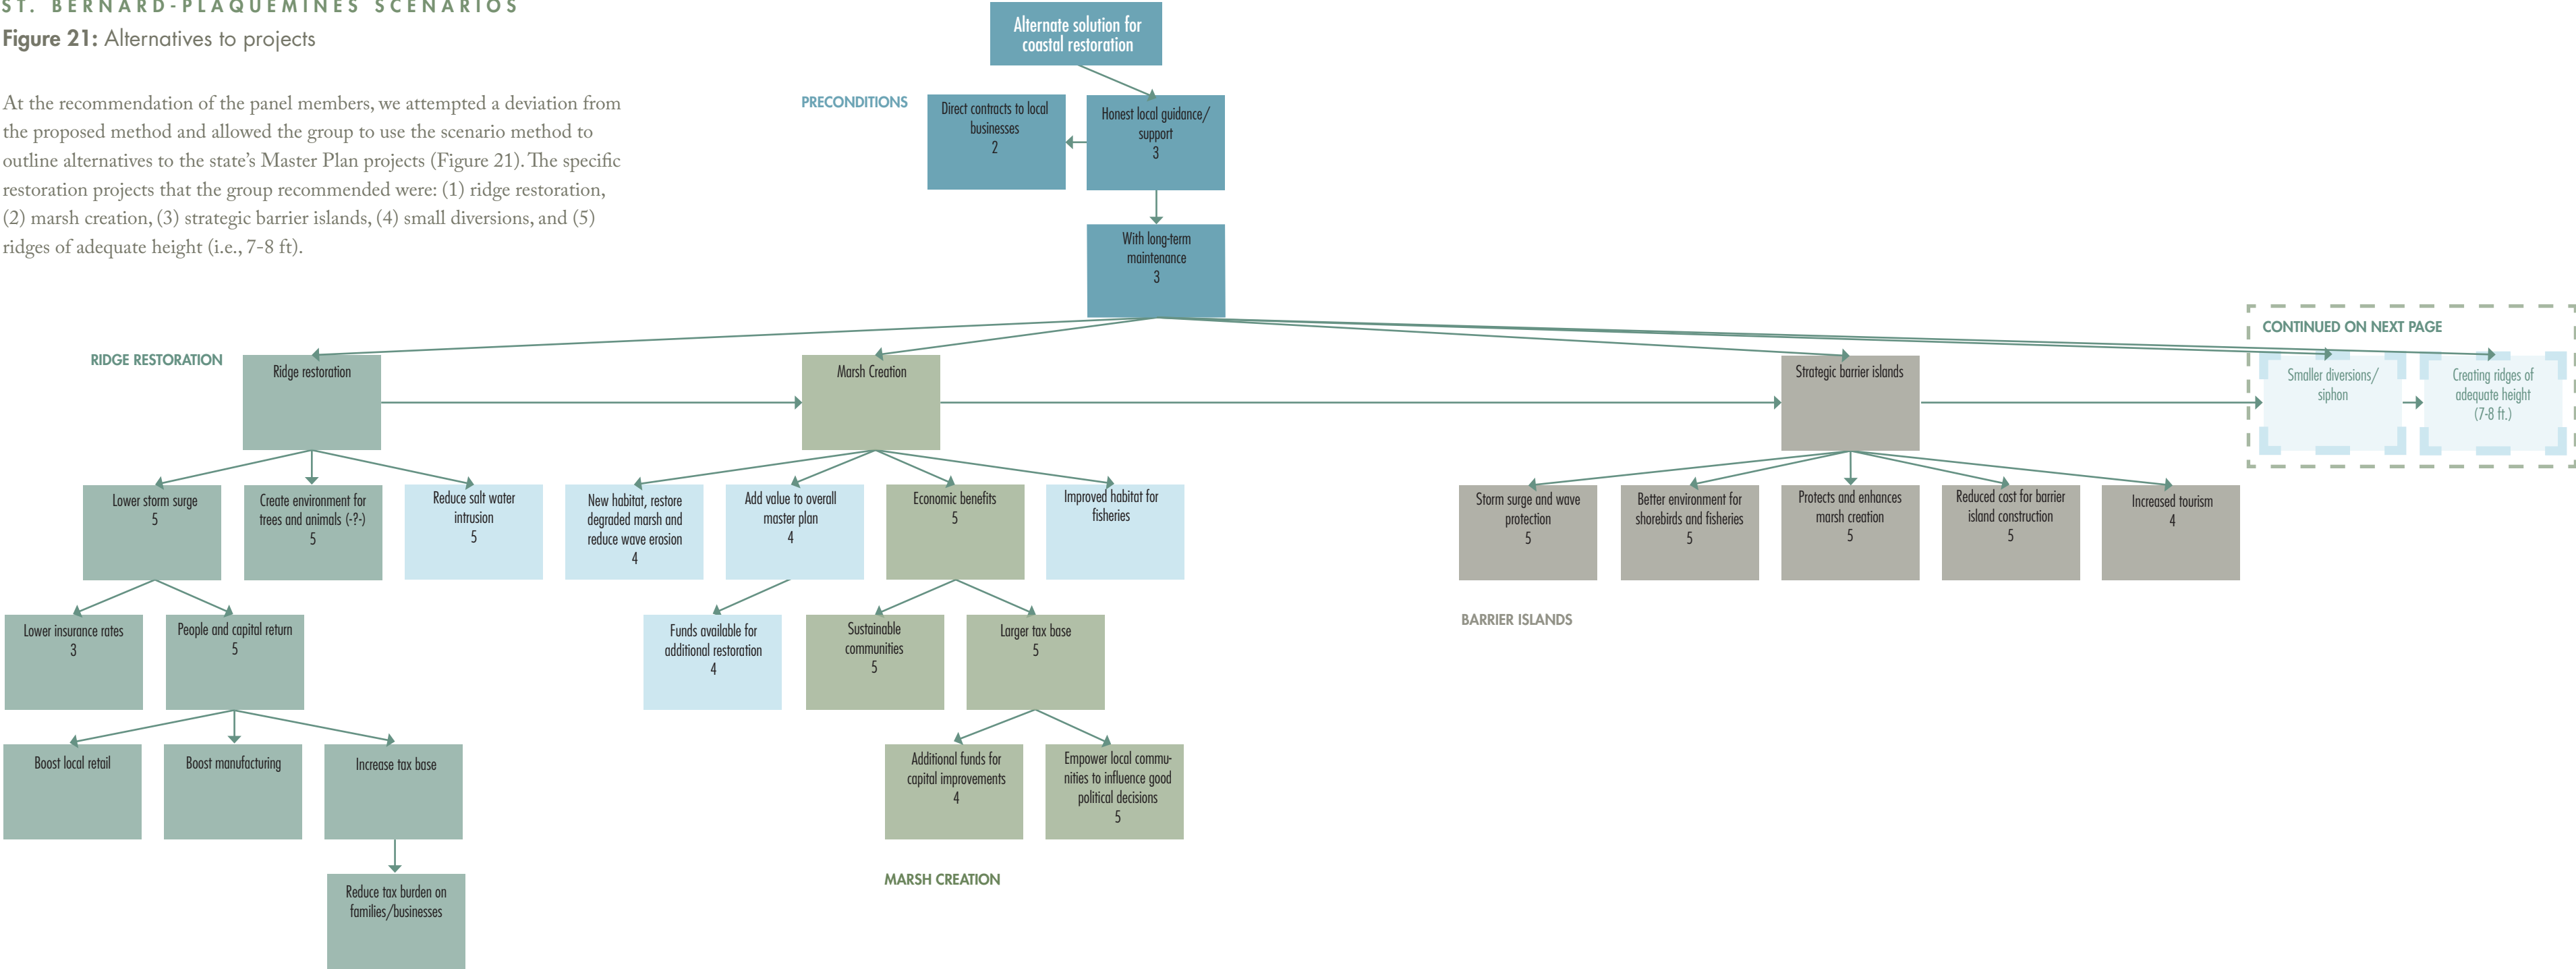 ST. BERNARD-PLAQUEMINES SCENARIOS
Figure 21: Alternatives to projects
At the recommendation of the panel members, we attempted a deviation from
the proposed method and allowed the group to use the scenario method to
outline alternatives to the state’s Master Plan projects (Figure 21). The specific
restoration projects that the group recommended were: (1) ridge restoration,
(2) marsh creation, (3) strategic barrier islands, (4) small diversions, and (5)
ridges of adequate height (i.e., 7-8 ft).
Alternate solution for
coastal restoration
PRECONDITIONS
Direct contracts to local
businesses
2
Honest local guidance/
support
3
With long-term
maintenance
3
RIDGE RESTORATION
Ridge restoration
Marsh Creation
Strategic barrier islands
CONTINUED ON NEXT PAGE
Smaller diversions/
siphon
Creating ridges of
adequate height
(7-8 ft.)
Lower storm surge
5
Create environment for
trees and animals (-?-)
5
Reduce salt water
intrusion
5
New habitat, restore
degraded marsh and
reduce wave erosion
4
Add value to overall
master plan
4
Economic benefits
5
Improved habitat for
fisheries
Storm surge and wave
protection
5
Better environment for
shorebirds and fisheries
5
Protects and enhances
marsh creation
5
Reduced cost for barrier
island construction
5
Increased tourism
4
Lower insurance rates
3
People and capital return
5
Funds available for
additional restoration
4
Sustainable
communities
5
Larger tax base
5
BARRIER ISLANDS
Boost local retail
Boost manufacturing
Increase tax base
Additional funds for
capital improvements
4
Empower local commu-
nities to influence good
political decisions
5
Reduce tax burden on
families/businesses
MARSH CREATION